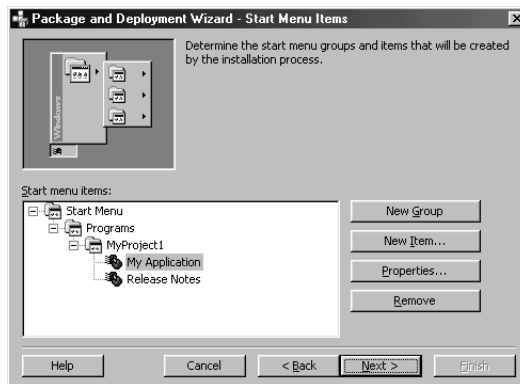 Package and Deployment Wizard - Start Menu Items
Determine the start menu groups and items that will be created
by the installation process.
Windows
Start menu items:
Start Menu
Programs
MyProject1
My Application
Release Notes
New Group
New Item...
Properties...
Remove
Help
Cancel
< Back
Next >
Finish